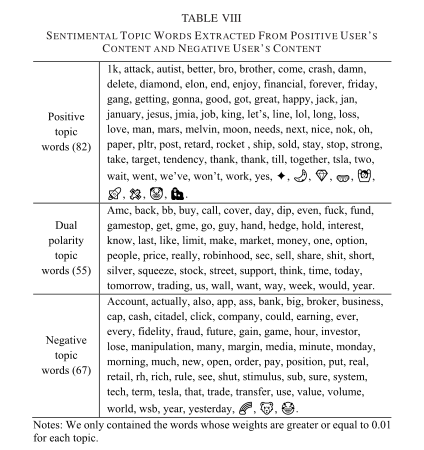 TABLE VIII
SENTIMENTAL TOPIC WORDS EXTRACTED FROM POSITIVE USER'S
CONTENT AND NEGATIVE USER'S CONTENT
Positive
topic
words (82)
1k, attack, autist, better, bro, brother, come, crash, damn,
delete, diamond, elon, end, enjoy, financial, forever, friday,
gang, getting, gonna, good, got, great, happy, jack, jan,
january, jesus, jmia, job, king, let's, line, lol, long, loss,
love, man, mars, melvin, moon, needs, next, nice, nok, oh,
paper, pltr, post, retard, rocket , ship, sold, stay, stop, strong,
take, target, tendency, thank, thank, till, together, tsla, two,
wait, went, we've, won't, work, yes, ✦, 🌙, 💎,
Dual
polarity
topic
words (55)
Amc, back, bb, buy, call, cover, day, dip, even, fuck, fund,
gamestop, get, gme, go, guy, hand, hedge, hold, interest,
know, last, like, limit, make, market, money, one, option,
people, price, really, robinhood, sec, sell, share, shit, short,
silver, squeeze, stock, street, support, think, time, today,
tomorrow, trading, us, wall, want, way, week, would, year.
Negative
topic
words (67)
Account, actually, also, app, ass, bank, big, broker, business,
cap, cash, citadel, click, company, could, earning, ever,
every, fidelity, fraud, future, gain, game, hour, investor,
lose, manipulation, many, margin, media, minute, monday,
morning, much, new, open, order, pay, position, put, real,
retail, rh, rich, rule, see, shut, stimulus, sub, sure, system,
tech, term, tesla, that, trade, transfer, use, value, volume,
world, wsb, year, yesterday, 🌈, 🐻,
Notes: We only contained the words whose weights are greater or equal to 0.01
for each topic.